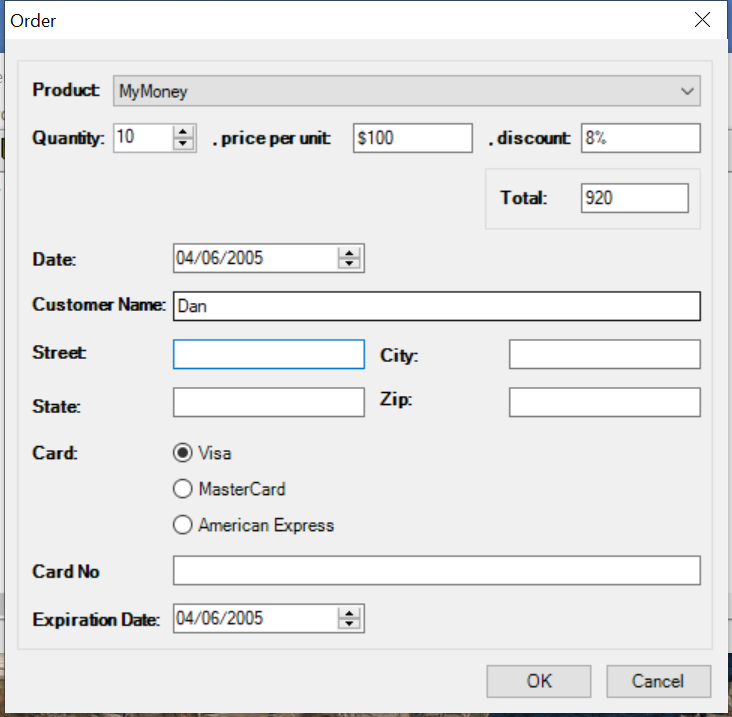 Order
Product: MyMoney
Quantity: 10 , price per unit: $100 , discount: 8%
Total: 920
Date: 04/06/2005
Customer Name: Dan
Street: City:
State: Zip:
Card: Visa
MasterCard
American Express
Card No
Expiration Date: 04/06/2005
OK Cancel